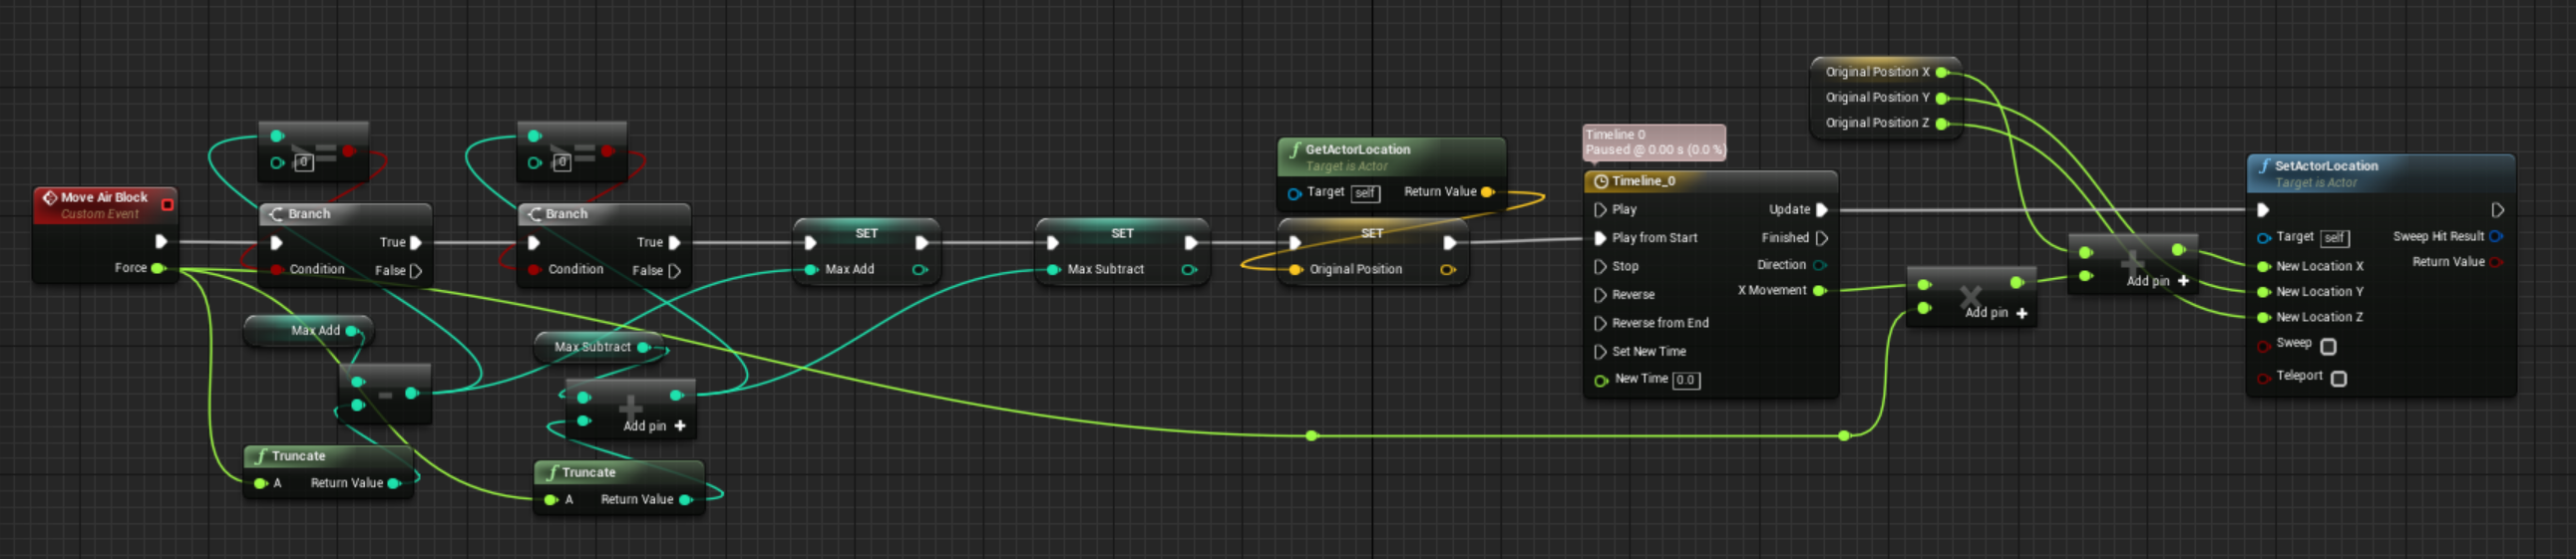 Move Air Block
Custom Event
Force
0
Branch
True
Condition
False
Max Add
-
f Truncate
A
Return Value
0
Branch
True
Condition
False
Max Subtract
+
Add pin +
f Truncate
A
Return Value
SET
Max Add
SET
Max Subtract
f GetActorLocation
Target is Actor
Target self
Return Value
SET
Original Position
Timeline 0
Paused @ 0.00 s (0.0 %)
Timeline_0
Play
Update
Play from Start
Finished
Stop
Direction
Reverse
X Movement
Reverse from End
Set New Time
New Time 0.0
Original Position X
Original Position Y
Original Position Z
×
Add pin +
+
Add pin +
f SetActorLocation
Target is Actor
Target self
Sweep Hit Result
New Location X
Return Value
New Location Y
New Location Z
Sweep
Teleport